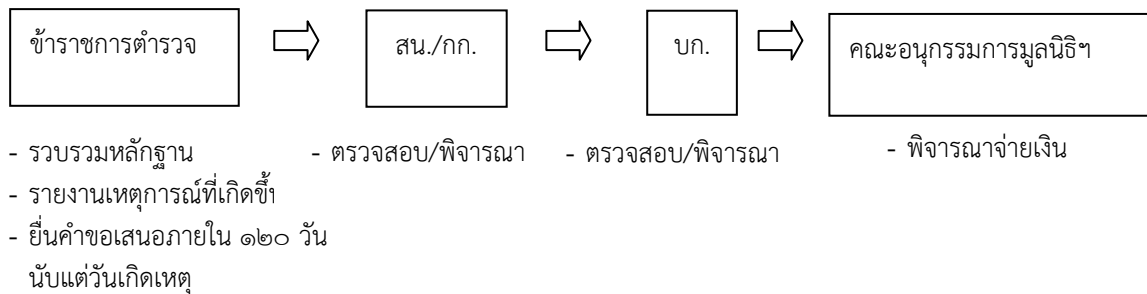 ข้าราชการตำรวจ
สน./กก.
บก.
คณะอนุกรรมการมูลนิธิฯ
- รวบรวมหลักฐาน
- รายงานเหตุการณ์ที่เกิดขึ้น
- ยื่นคำขอเสนอภายใน ๑๒๐ วัน
นับแต่วันเกิดเหตุ
- ตรวจสอบ/พิจารณา
- ตรวจสอบ/พิจารณา
- พิจารณาจ่ายเงิน